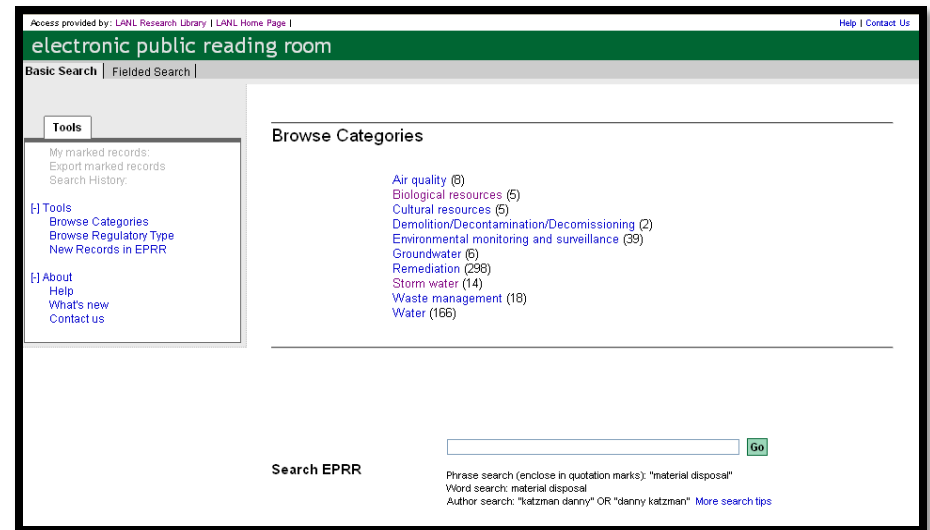 Access provided by: LANL Research Library | LANL Home Page |
Help | Contact Us
electronic public reading room
Basic Search | Fielded Search |
Tools
My marked records:
Export marked records
Search History:
[-] Tools
Browse Categories
Browse Regulatory Type
New Records in EPRR
[-] About
Help
What's new
Contact us
Browse Categories
Air quality (8)
Biological resources (5)
Cultural resources (5)
Demolition/Decontamination/Decomissioning (2)
Environmental monitoring and surveillance (39)
Groundwater (6)
Remediation (298)
Storm water (14)
Waste management (18)
Water (166)
Go
Search EPRR
Phrase search (enclose in quotation marks): "material disposal"
Word search: material disposal
Author search: "katzman danny" OR "danny katzman" More search tips